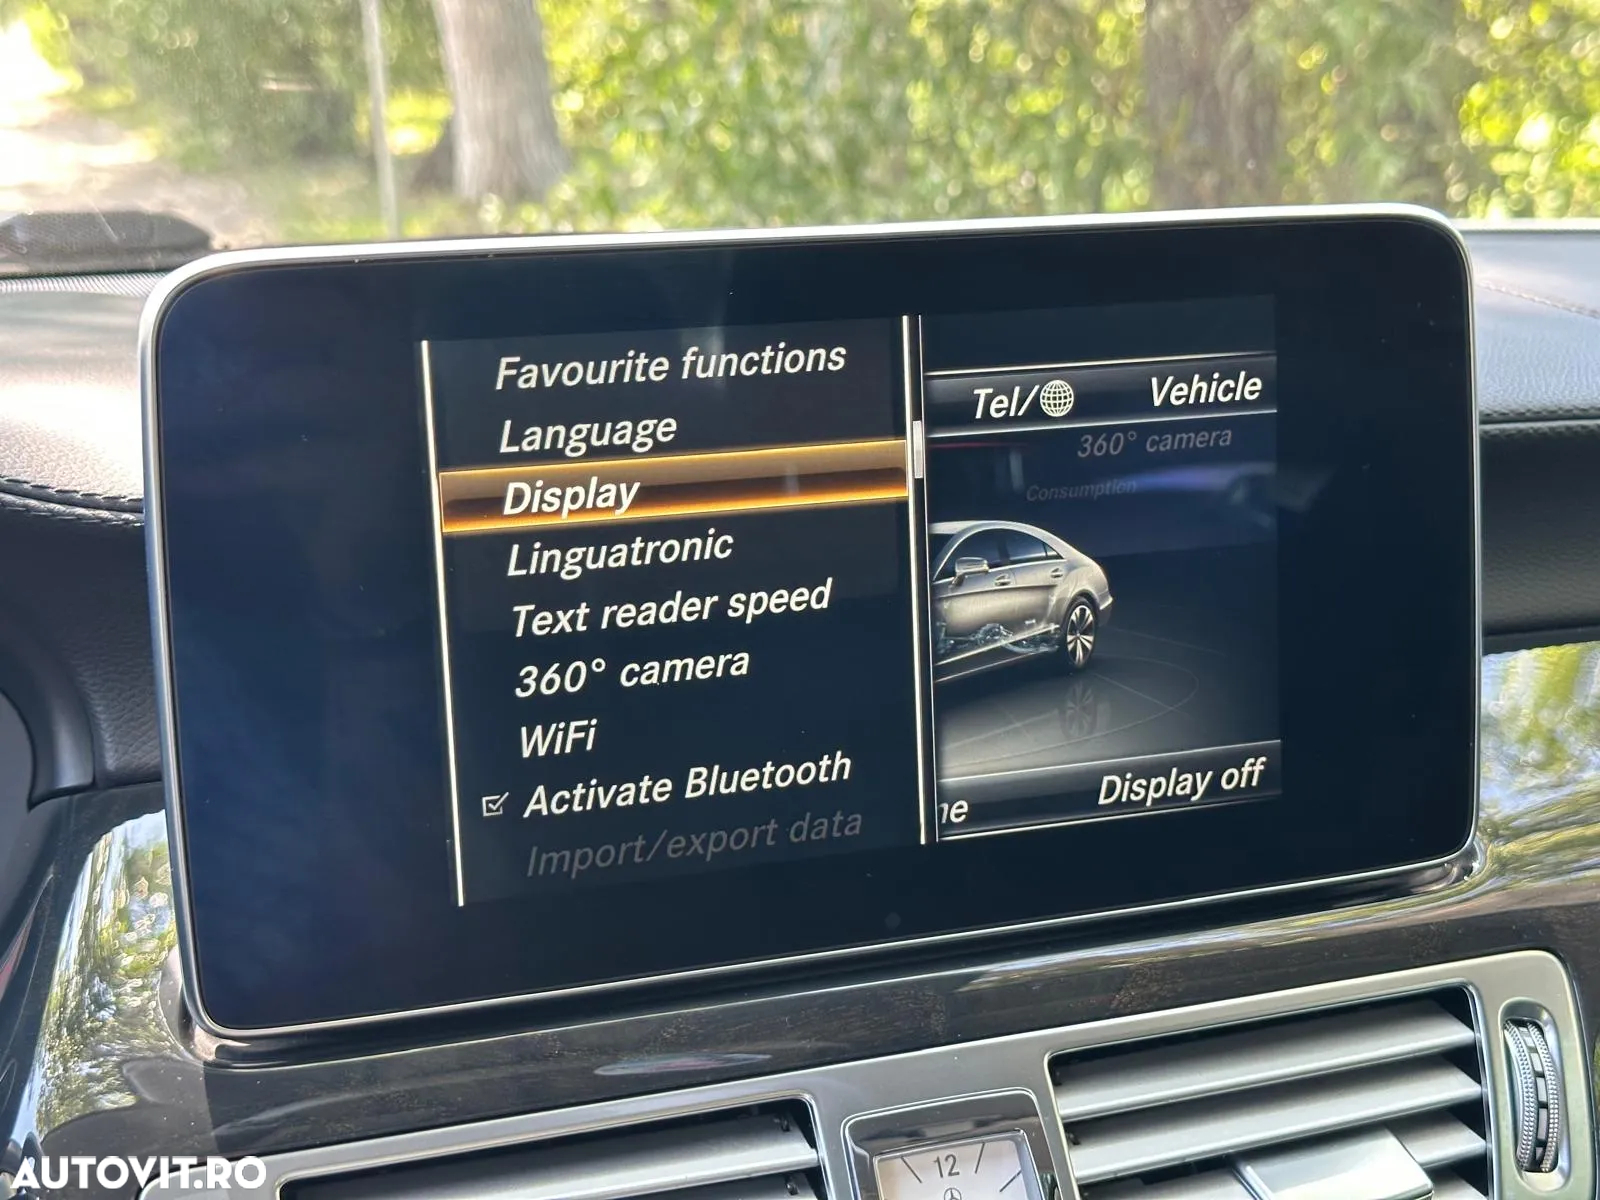 Favourite functions
Language
Display
Linguatronic
Text reader speed
360° camera
WiFi
Activate Bluetooth
Import/export data
Tel/
Vehicle
360° camera
Consumption
Display off
12
AUTOVIT.RO